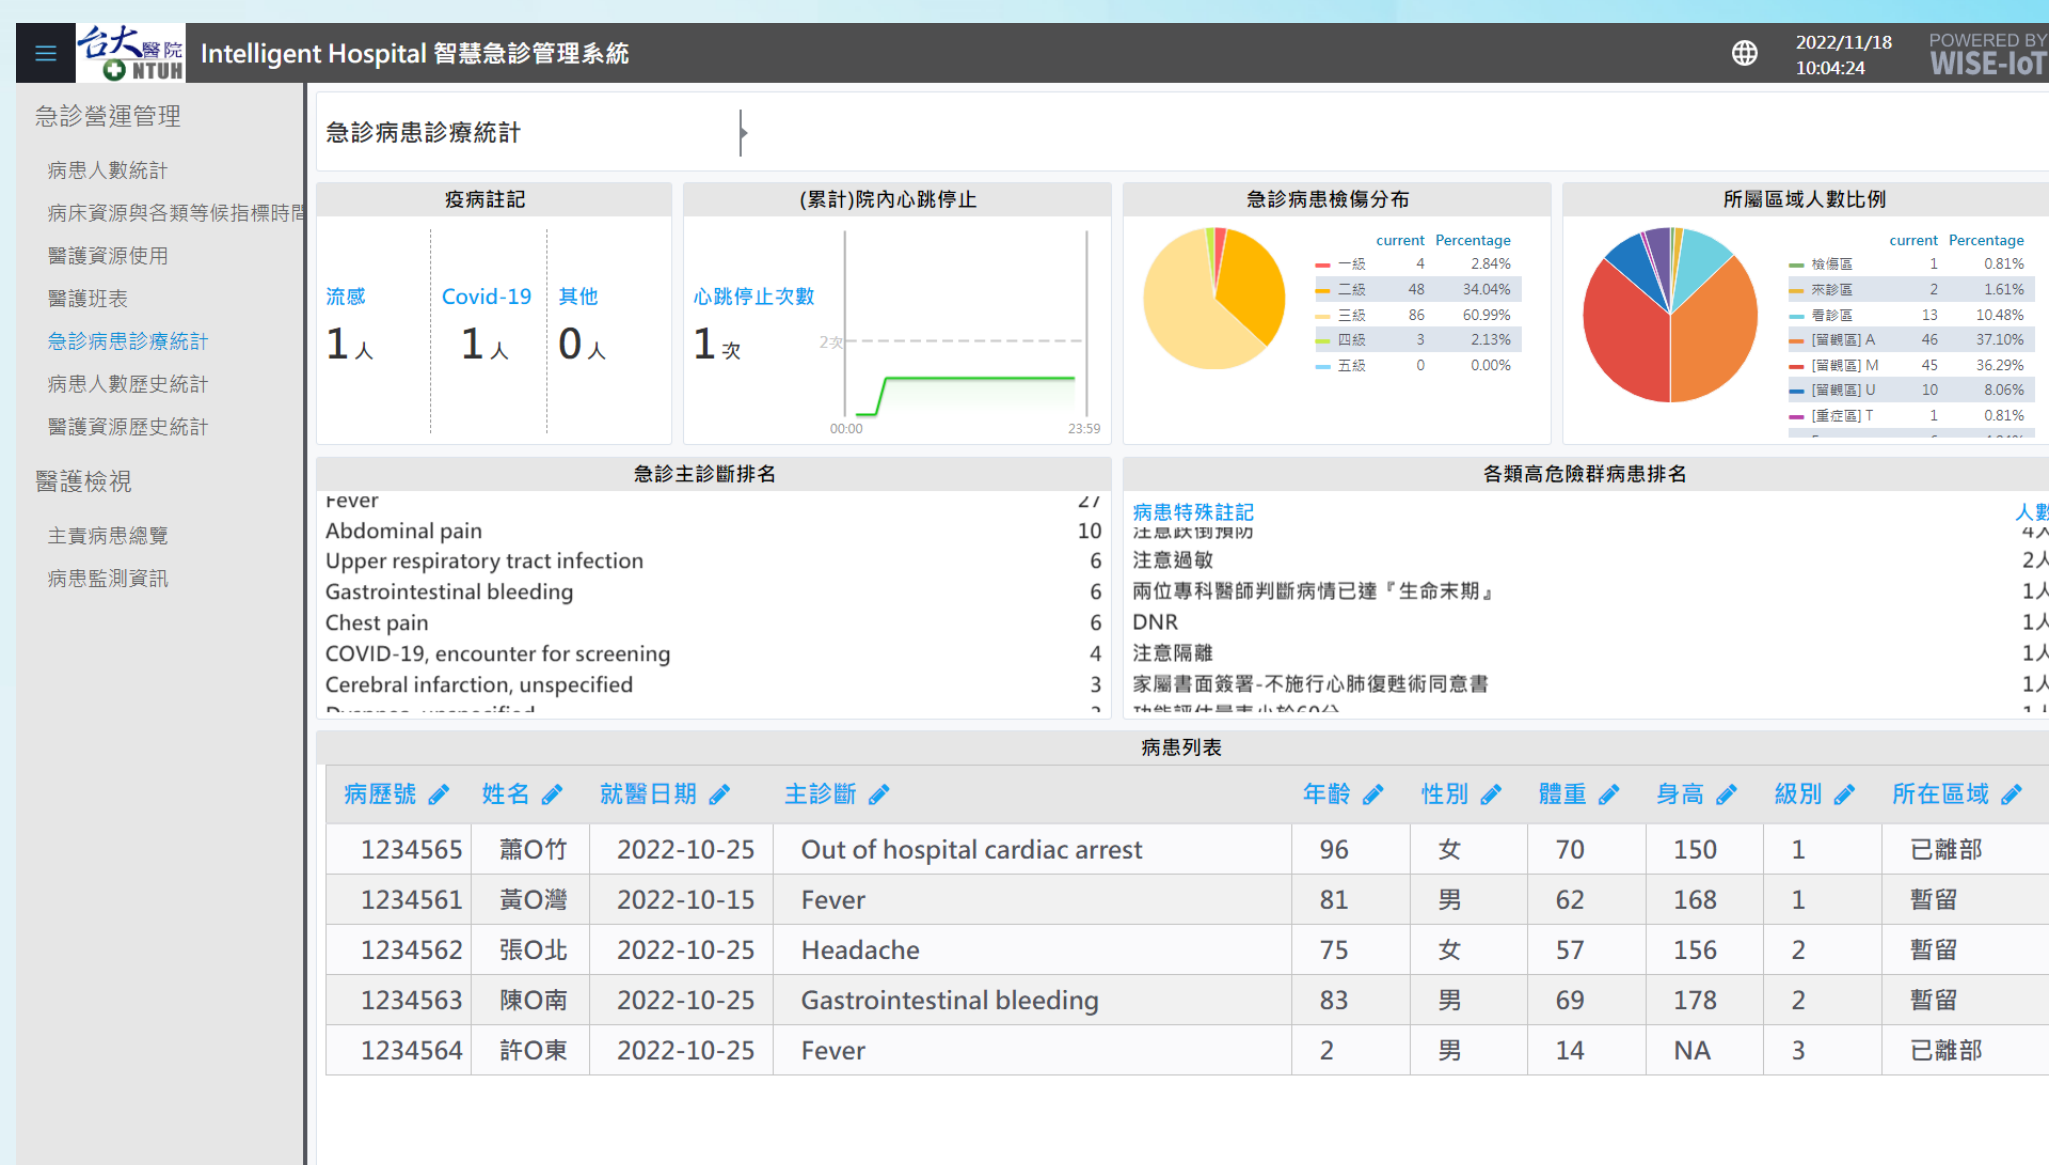 台大醫院
NTUH
Intelligent Hospital 智慧急診管理系統
2022/11/18
10:04:24
POWERED BY
WISE-IoT
急診營運管理
病患人數統計
病床資源與各類等候指標時間
醫護資源使用
醫護班表
急診病患診療統計
病患人數歷史統計
醫護資源歷史統計
醫護檢視
主責病患總覽
病患監測資訊
急診病患診療統計
疫病註記
流感 Covid-19 其他
1人 1人 0人
(累計)院內心跳停止
心跳停止次數
1次
2次
00:00 23:59
急診病患檢傷分布
current Percentage
一級 4 2.84%
二級 48 34.04%
三級 86 60.99%
四級 3 2.13%
五級 0 0.00%
所屬區域人數比例
current Percentage
檢傷區 1 0.81%
來診區 2 1.61%
看診區 13 10.48%
[留觀區] A 46 37.10%
[留觀區] M 45 36.29%
[留觀區] U 10 8.06%
[重症區] T 1 0.81%
急診主診斷排名
Fever 27
Abdominal pain 10
Upper respiratory tract infection 6
Gastrointestinal bleeding 6
Chest pain 6
COVID-19, encounter for screening 4
Cerebral infarction, unspecified 3
各類高危險群病患排名
病患特殊註記 人數
注意跌倒預防 4人
注意過敏 2人
兩位專科醫師判斷病情已達『生命末期』 1人
DNR 1人
注意隔離 1人
家屬書面簽署-不施行心肺復甦術同意書 1人
病患列表
病歷號 姓名 就醫日期 主診斷 年齡 性別 體重 身高 級別 所在區域
1234565 蕭O竹 2022-10-25 Out of hospital cardiac arrest 96 女 70 150 1 已離部
1234561 黃O灣 2022-10-15 Fever 81 男 62 168 1 暫留
1234562 張O北 2022-10-25 Headache 75 女 57 156 2 暫留
1234563 陳O南 2022-10-25 Gastrointestinal bleeding 83 男 69 178 2 暫留
1234564 許O東 2022-10-25 Fever 2 男 14 NA 3 已離部